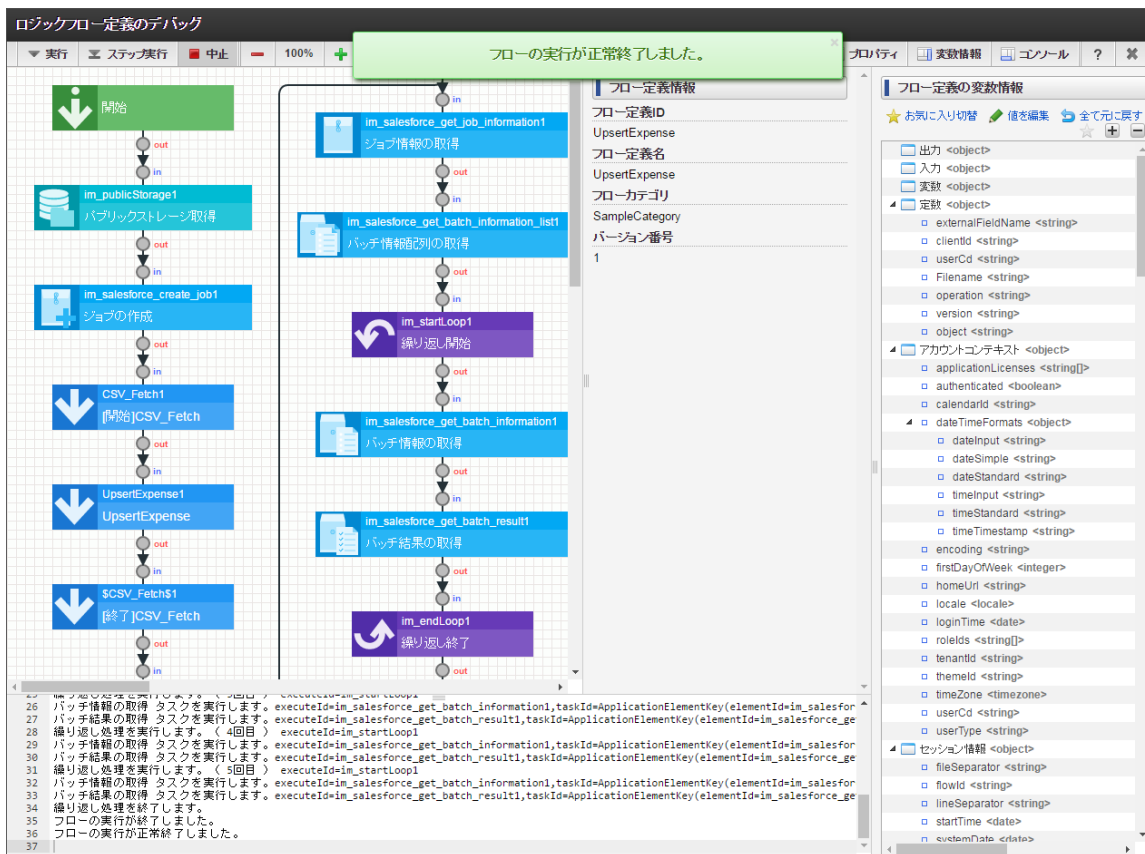 ロジックフロー定義のデバッグ
実行 ステップ実行 中止 100%
フローの実行が正常終了しました。
プロパティ 変数情報 コンソール ?
開始
out
in
im_publicStorage1
パブリックストレージ取得
out
in
im_salesforce_create_job1
ジョブの作成
out
in
CSV_Fetch1
[開始]CSV_Fetch
out
in
UpsertExpense1
UpsertExpense
out
in
$CSV_Fetch$1
[終了]CSV_Fetch
out
in
in
im_salesforce_get_job_information1
ジョブ情報の取得
out
in
im_salesforce_get_batch_information_list1
バッチ情報配列の取得
out
in
im_startLoop1
繰り返し開始
out
in
im_salesforce_get_batch_information1
バッチ情報の取得
out
in
im_salesforce_get_batch_result1
バッチ結果の取得
out
in
im_endLoop1
繰り返し終了
out
フロー定義情報
フロー定義ID
UpsertExpense
フロー定義名
UpsertExpense
フローカテゴリ
SampleCategory
バージョン番号
1
フロー定義の変数情報
お気に入り切替 値を編集 全て元に戻す
出力 <object>
入力 <object>
変数 <object>
定数 <object>
externalFieldName <string>
clientId <string>
userCd <string>
Filename <string>
operation <string>
version <string>
object <string>
アカウントコンテキスト <object>
applicationLicenses <string[]>
authenticated <boolean>
calendarId <string>
dateTimeFormats <object>
dateInput <string>
dateSimple <string>
dateStandard <string>
timeInput <string>
timeStandard <string>
timeTimestamp <string>
encoding <string>
firstDayOfWeek <integer>
homeUrl <string>
locale <locale>
loginTime <date>
roleIds <string[]>
tenantId <string>
themeId <string>
timeZone <timezone>
userCd <string>
userType <string>
セッション情報 <object>
fileSeparator <string>
flowId <string>
lineSeparator <string>
startTime <date>
systemDate <date>
26 バッチ情報の取得 タスクを実行します。executeId=im_salesforce_get_batch_information1,taskId=ApplicationElementKey(elementId=im_salesfor
27 バッチ結果の取得 タスクを実行します。executeId=im_salesforce_get_batch_result1,taskId=ApplicationElementKey(elementId=im_salesforce_ge
28 繰り返し処理を実行します。( 4回目 ) executeId=im_startLoop1
29 バッチ情報の取得 タスクを実行します。executeId=im_salesforce_get_batch_information1,taskId=ApplicationElementKey(elementId=im_salesfor
30 バッチ結果の取得 タスクを実行します。executeId=im_salesforce_get_batch_result1,taskId=ApplicationElementKey(elementId=im_salesforce_ge
31 繰り返し処理を実行します。( 5回目 ) executeId=im_startLoop1
32 バッチ情報の取得 タスクを実行します。executeId=im_salesforce_get_batch_information1,taskId=ApplicationElementKey(elementId=im_salesfor
33 バッチ結果の取得 タスクを実行します。executeId=im_salesforce_get_batch_result1,taskId=ApplicationElementKey(elementId=im_salesforce_ge
34 繰り返し処理を終了します。
35 フローの実行が終了しました。
36 フローの実行が正常終了しました。
37